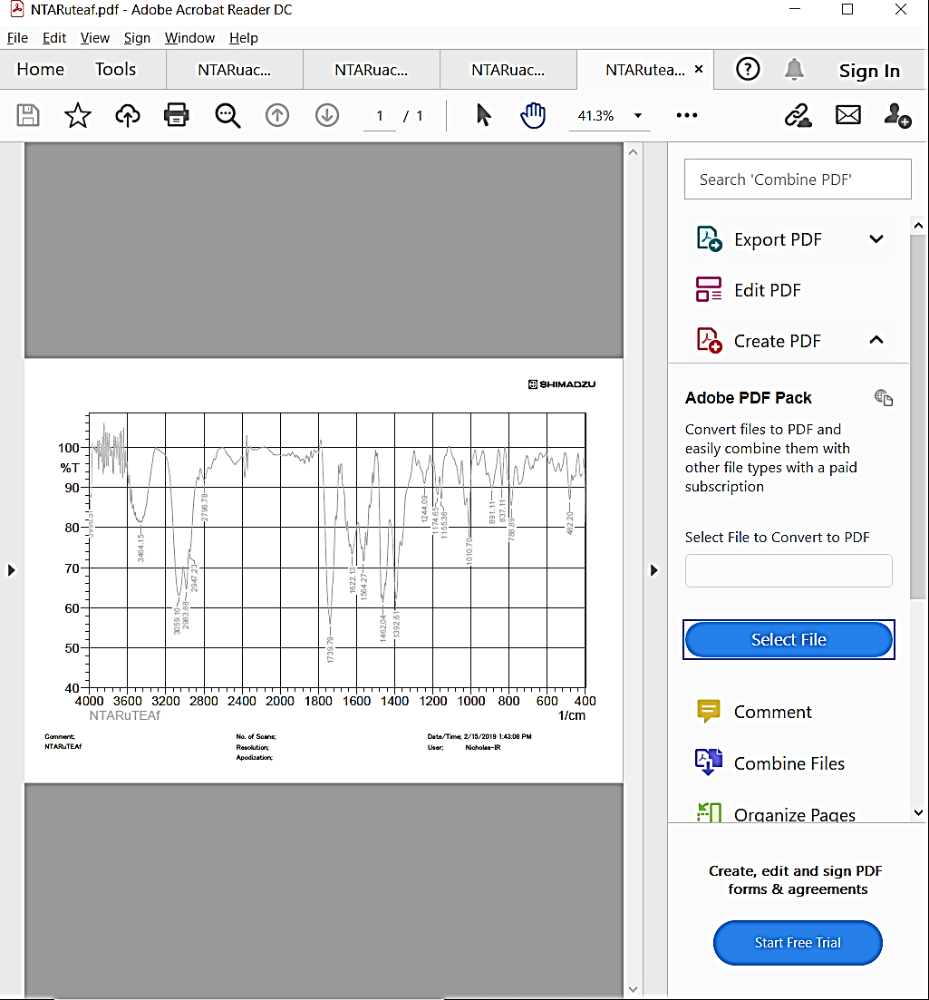 NTARuteaf.pdf - Adobe Acrobat Reader DC
File Edit View Sign Window Help
Home Tools NTARuac... NTARuac... NTARuac... NTARutea... × ? Sign In
1 / 1 41.3%
Search 'Combine PDF'
Export PDF
Edit PDF
Create PDF
Adobe PDF Pack
Convert files to PDF and
easily combine them with
other file types with a paid
subscription
Select File to Convert to PDF
Select File
Comment
Combine Files
Organize Pages
Create, edit and sign PDF
forms & agreements
Start Free Trial
SHIMADZU
100
%T
90
80
70
60
50
40
3464.15
3059.10
2983.88
2947.23
2796.78
1739.79
1622.13
1564.27
1462.04
1392.61
1244.09
1174.65
1155.36
1010.70
891.11
837.11
788.89
482.20
4000 3600 3200 2800 2400 2000 1800 1600 1400 1200 1000 800 600 400
NTARuTEAf 1/cm
Comment; No. of Scans; Date/Time; 2/15/2019 1:43:08 PM
NTARuTEAf Resolution; User; Nicholas-IR
Apodization;